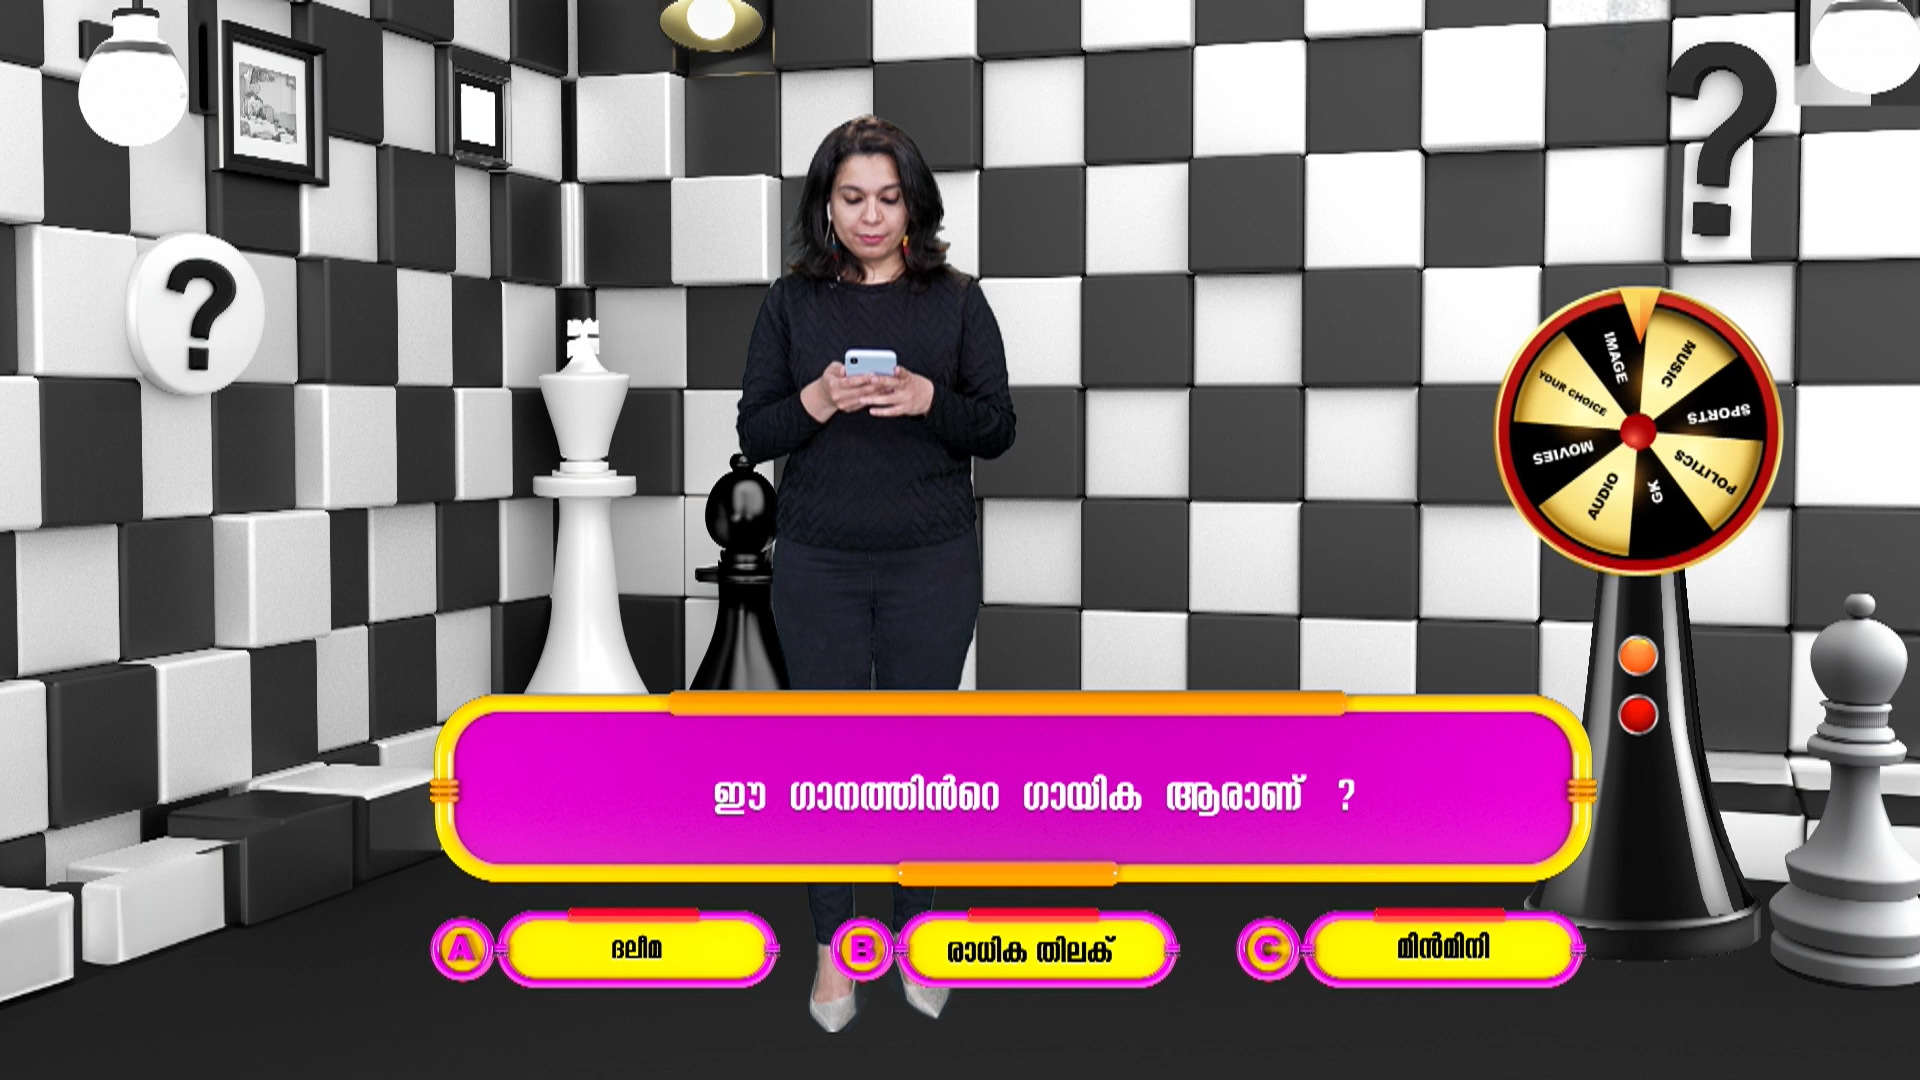 ?
?
IMAGE
MUSIC
SPORTS
POLITICS
GK
AUDIO
MOVIES
YOUR CHOICE
ഈ ഗാനത്തിൻറെ ഗായിക ആരാണ് ?
A ദലീമ
B രാധിക തിലക്
C മിൻമിനി